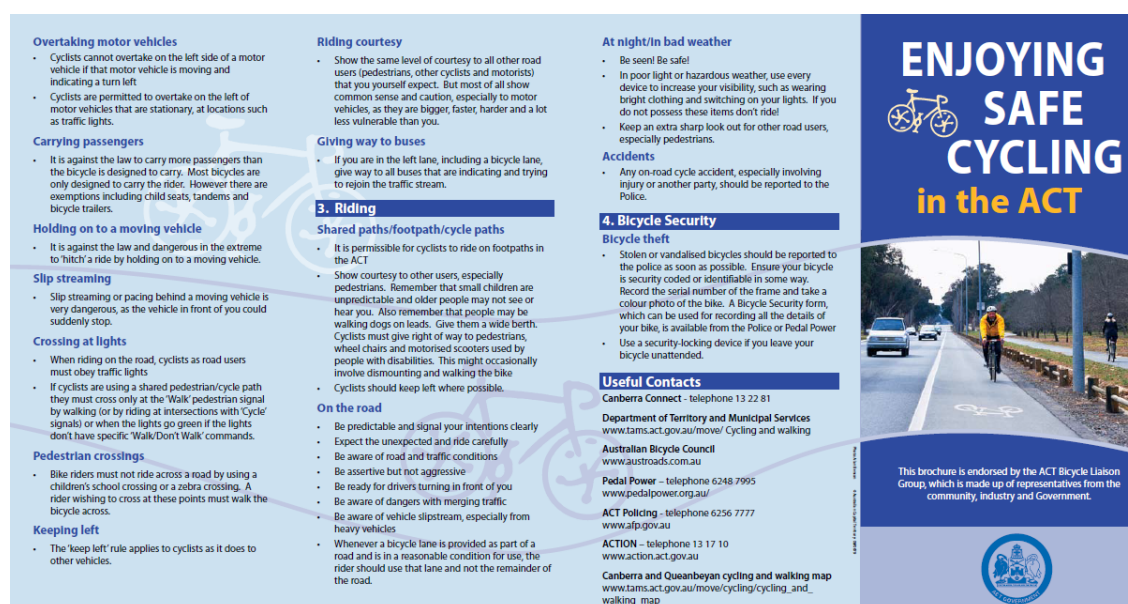 Overtaking motor vehicles
• Cyclists cannot overtake on the left side of a motor
vehicle if that motor vehicle is moving and
indicating a turn left
• Cyclists are permitted to overtake on the left of
motor vehicles that are stationary, at locations such
as traffic lights.
Carrying passengers
• It is against the law to carry more passengers than
the bicycle is designed to carry. Most bicycles are
only designed to carry the rider. However there are
exemptions including child seats, tandems and
bicycle trailers.
Holding on to a moving vehicle
• It is against the law and dangerous in the extreme
to 'hitch' a ride by holding on to a moving vehicle.
Slip streaming
• Slip streaming or pacing behind a moving vehicle is
very dangerous, as the vehicle in front of you could
suddenly stop.
Crossing at lights
• When riding on the road, cyclists as road users
must obey traffic lights
• If cyclists are using a shared pedestrian/cycle path
they must cross only at the 'Walk' pedestrian signal
by walking (or by riding at intersections with 'Cycle'
signals) or when the lights go green if the lights
don't have specific 'Walk/Don't Walk' commands.
Pedestrian crossings
• Bike riders must not ride across a road by using a
children's school crossing or a zebra crossing. A
rider wishing to cross at these points must walk the
bicycle across.
Keeping left
• The 'keep left' rule applies to cyclists as it does to
other vehicles.
Riding courtesy
• Show the same level of courtesy to all other road
users (pedestrians, other cyclists and motorists)
that you yourself expect. But most of all show
common sense and caution, especially to motor
vehicles, as they are bigger, faster, harder and a lot
less vulnerable than you.
Giving way to buses
• If you are in the left lane, including a bicycle lane,
give way to all buses that are indicating and trying
to rejoin the traffic stream.
3. Riding
Shared paths/footpath/cycle paths
• It is permissible for cyclists to ride on footpaths in
the ACT
• Show courtesy to other users, especially
pedestrians. Remember that small children are
unpredictable and older people may not see or
hear you. Also remember that people may be
walking dogs on leads. Give them a wide berth.
Cyclists must give right of way to pedestrians,
wheel chairs and motorised scooters used by
people with disabilities. This might occasionally
involve dismounting and walking the bike
• Cyclists should keep left where possible.
On the road
• Be predictable and signal your intentions clearly
• Expect the unexpected and ride carefully
• Be aware of road and traffic conditions
• Be assertive but not aggressive
• Be ready for drivers turning in front of you
• Be aware of dangers with merging traffic
• Be aware of vehicle slipstream, especially from
heavy vehicles
• Whenever a bicycle lane is provided as part of a
road and is in a reasonable condition for use, the
rider should use that lane and not the remainder of
the road.
At night/In bad weather
• Be seen! Be safe!
• In poor light or hazardous weather, use every
device to increase your visibility, such as wearing
bright clothing and switching on your lights. If you
do not possess these items don't ride!
• Keep an extra sharp look out for other road users,
especially pedestrians.
Accidents
• Any on-road cycle accident, especially involving
injury or another party, should be reported to the
Police.
4. Bicycle Security
Bicycle theft
• Stolen or vandalised bicycles should be reported to
the police as soon as possible. Ensure your bicycle
is security coded or identifiable in some way.
Record the serial number of the frame and take a
colour photo of the bike. A Bicycle Security form,
which can be used for recording all the details of
your bike, is available from the Police or Pedal Power
• Use a security-locking device if you leave your
bicycle unattended.
Useful Contacts
Canberra Connect - telephone 13 22 81
Department of Territory and Municipal Services
www.tams.act.gov.au/move/ Cycling and walking
Australian Bicycle Council
www.austroads.com.au
Pedal Power – telephone 6248 7995
www.pedalpower.org.au/
ACT Policing - telephone 6256 7777
www.afp.gov.au
ACTION – telephone 13 17 10
www.action.act.gov.au
Canberra and Queanbeyan cycling and walking map
www.tams.act.gov.au/move/cycling/cycling_and_
walking_map
ENJOYING
SAFE
CYCLING
in the ACT
This brochure is endorsed by the ACT Bicycle Liaison
Group, which is made up of representatives from the
community, industry and Government.
ACT GOVERNMENT